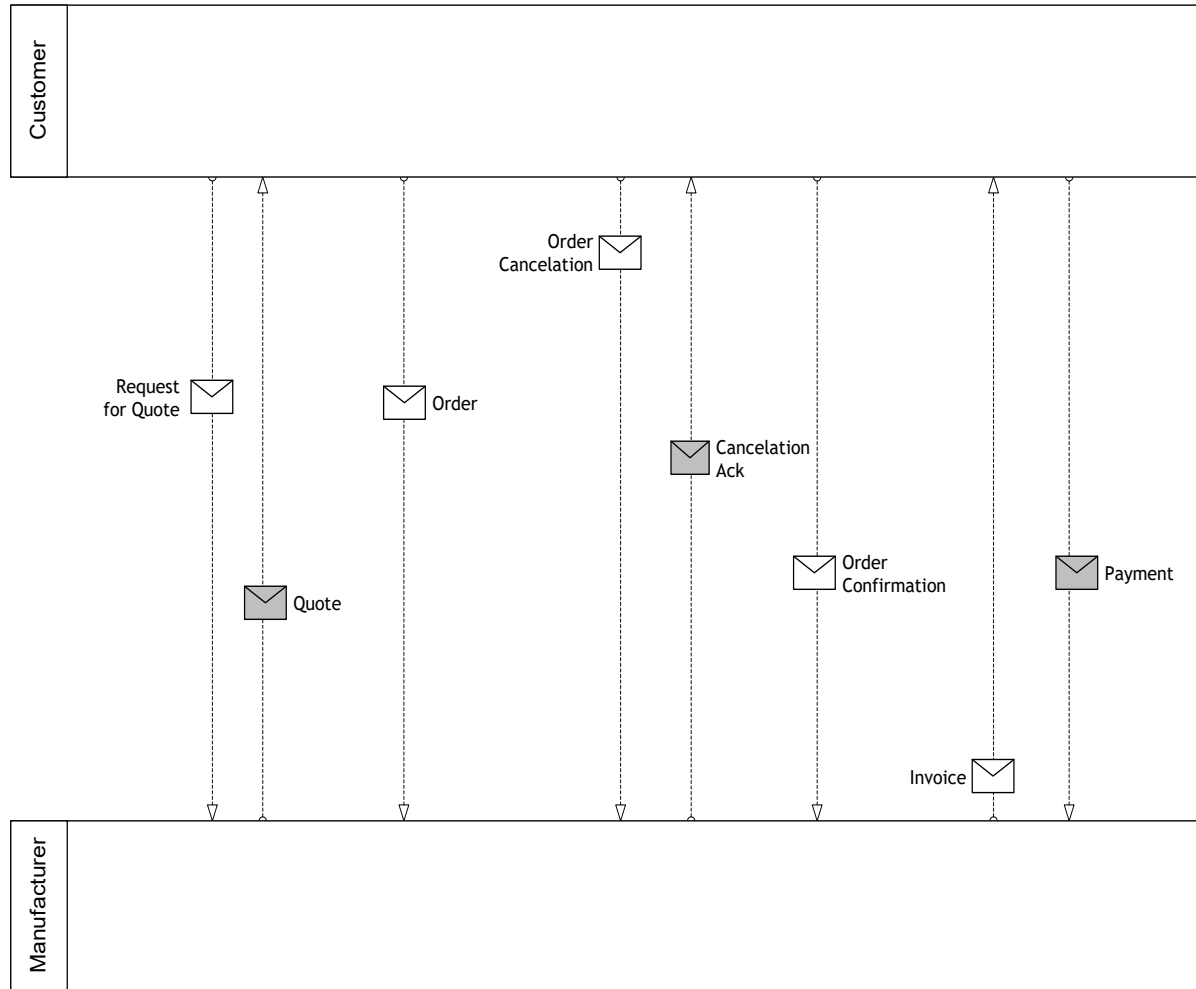 Customer
Order
Cancelation
Request
for Quote
Order
Cancelation
Ack
Order
Confirmation
Payment
Quote
Invoice
Manufacturer